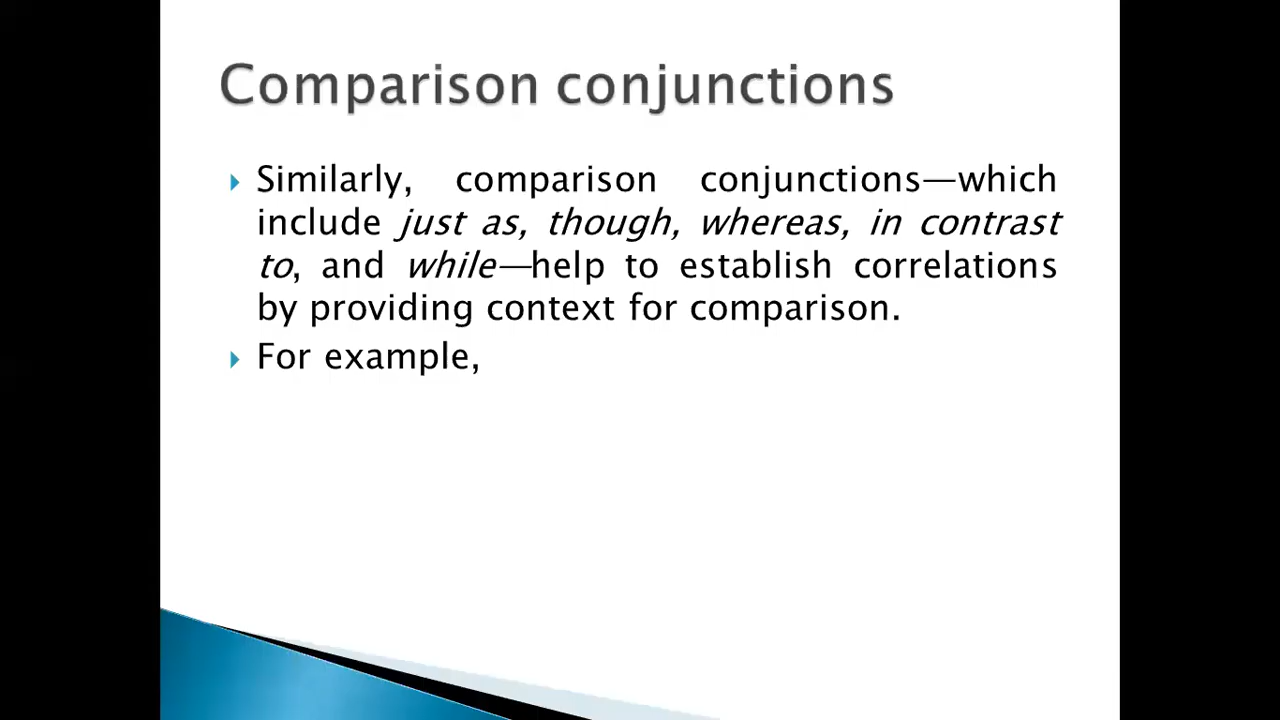 Comparison conjunctions
Similarly, comparison conjunctions—which
include just as, though, whereas, in contrast
to, and while—help to establish correlations
by providing context for comparison.
For example,